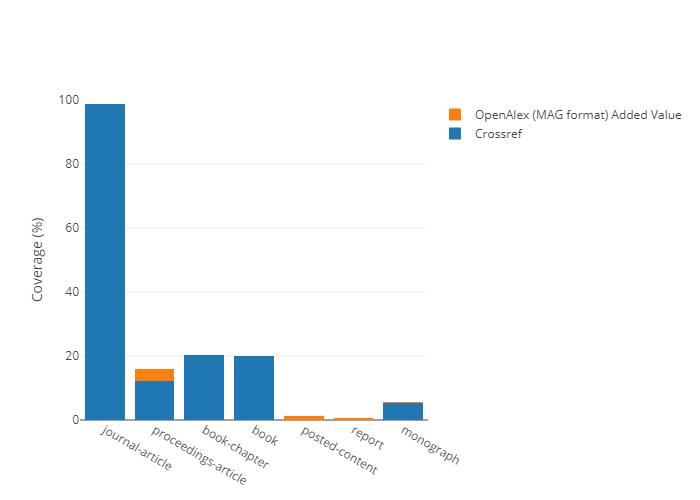 OpenAlex (MAG format) Added Value
Crossref
Coverage (%)
100
80
60
40
20
0
journal-article
proceedings-article
book-chapter
book
posted-content
report
monograph